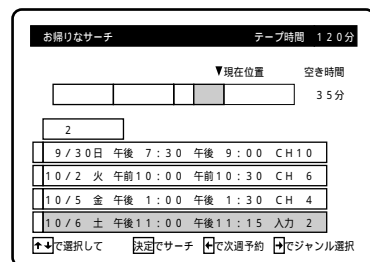 お帰りなサーチ テープ時間 120分
▼現在位置 空き時間
35分
2
9/30日 午後 7:30 午後 9:00 CH10
10/2 火 午前10:00 午前10:30 CH 6
10/5 金 午後 1:00 午後 1:30 CH 4
10/6 土 午後11:00 午後11:15 入力 2
↑↓で選択して 決定でサーチ ←で次週予約 →でジャンル選択